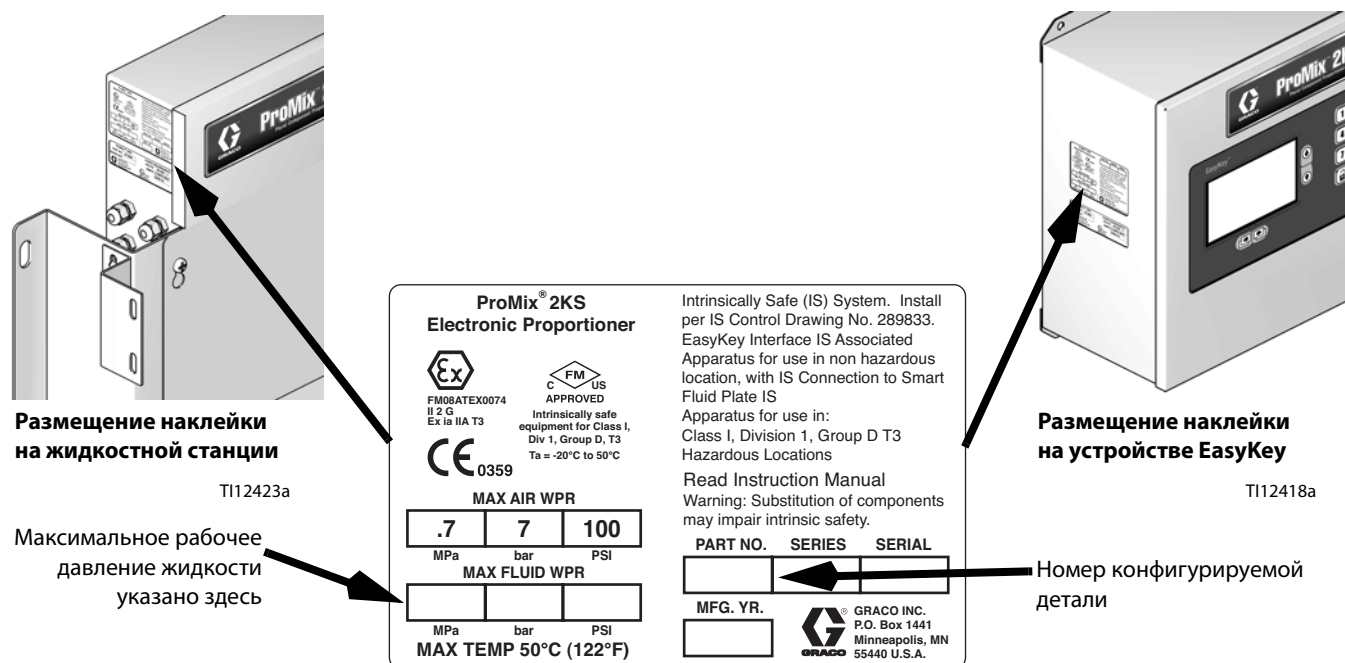 ProMix 2
GRACO
ProMix 2K
GRACO
EasyKey
Размещение наклейки
на жидкостной станции
TI12423a
Размещение наклейки
на устройстве EasyKey
TI12418a
Максимальное рабочее
давление жидкости
указано здесь
ProMix® 2KS
Electronic Proportioner
Ex
FM08ATEX0074
II 2 G
Ex ia IIA T3
CE 0359
C FM US
APPROVED
Intrinsically safe
equipment for Class I,
Div 1, Group D, T3
Ta = -20°C to 50°C
MAX AIR WPR
.7 7 100
MPa bar PSI
MAX FLUID WPR
MPa bar PSI
MAX TEMP 50°C (122°F)
Intrinsically Safe (IS) System. Install
per IS Control Drawing No. 289833.
EasyKey Interface IS Associated
Apparatus for use in non hazardous
location, with IS Connection to Smart
Fluid Plate IS
Apparatus for use in:
Class I, Division 1, Group D T3
Hazardous Locations
Read Instruction Manual
Warning: Substitution of components
may impair intrinsic safety.
PART NO. SERIES SERIAL
MFG. YR.
GRACO
®
GRACO INC.
P.O. Box 1441
Minneapolis, MN
55440 U.S.A.
Номер конфигурируемой
детали